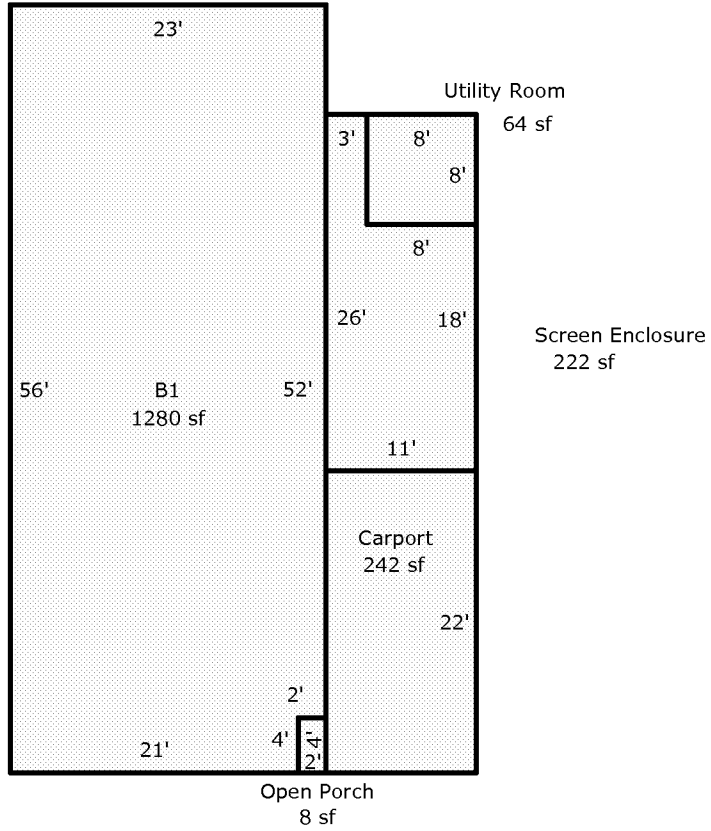 23'
Utility Room
64 sf
3'
8'
8'
8'
26'
18'
Screen Enclosure
222 sf
56'
B1
1280 sf
52'
11'
Carport
242 sf
22'
2'
4'
4'
21'
2'
Open Porch
8 sf